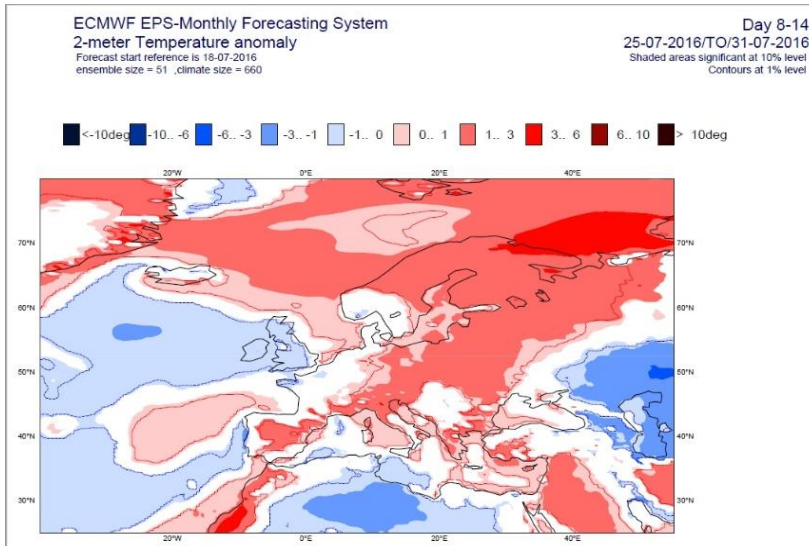 ECMWF EPS-Monthly Forecasting System
2-meter Temperature anomaly
Forecast start reference is 18-07-2016
ensemble size = 51 ,climate size = 660
Day 8-14
25-07-2016/TO/31-07-2016
Shaded areas significant at 10% level
Contours at 1% level
<-10deg -10.. -6 -6.. -3 -3.. -1 -1.. 0 0.. 1 1.. 3 3.. 6 6.. 10 > 10deg
20°W 0°E 20°E 40°E
70°N 70°N
60°N 60°N
50°N 50°N
40°N 40°N
30°N 30°N
20°W 0°E 20°E 40°E